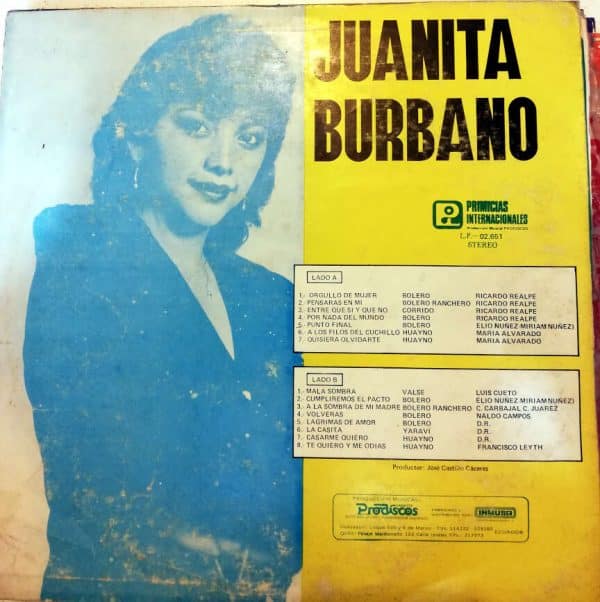 JUANITA
BURBANO
PRIMICIAS
INTERNACIONALES
L.P.- 02.651
STEREO
LADO A
1.- ORGULLO DE MUJER BOLERO RICARDO REALPE
2.- PENSARAS EN MI BOLERO RANCHERO RICARDO REALPE
3.- ENTRE QUE SI Y QUE NO CORRIDO RICARDO REALPE
4.- POR NADA DEL MUNDO BOLERO RICARDO REALPE
5.- PUNTO FINAL BOLERO ELIO NUÑEZ-MIRIAM NUÑEZ)
6.- A LOS FILOS DEL CUCHILLO HUAYNO MARIA ALVARADO
7.- QUISIERA OLVIDARTE HUAYNO MARIA ALVARADO
LADO B
1.- MALA SOMBRA VALSE LUIS CUETO
2.- CUMPLIREMOS EL PACTO BOLERO ELIO NUÑEZ-MIRIAM NUÑEZ)
3.- A LA SOMBRA DE MI MADRE BOLERO RANCHERO C. CARBAJAL C. JUAREZ
4.- VOLVERAS BOLERO NALDO CAMPOS
5.- LAGRIMAS DE AMOR BOLERO D.R.
6.- LA CASITA YARAVI D.R.
7.- CASARME QUIERO HUAYNO D.R.
8.- TE QUIERO Y ME ODIAS HUAYNO FRANCISCO LEYTH
Productor: José Castillo Cáceres
PRODUCCION MUSICAL:
Prodiscos
FABRICADO Y
DISTRIBUIDO POR:
ECUADOR